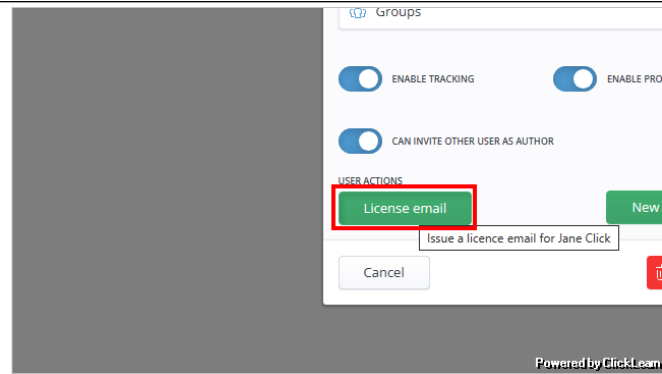 Groups
ENABLE TRACKING
ENABLE PRO
CAN INVITE OTHER USER AS AUTHOR
USER ACTIONS
License email
New
Issue a licence email for Jane Click
Cancel
Powered by ClickLearn